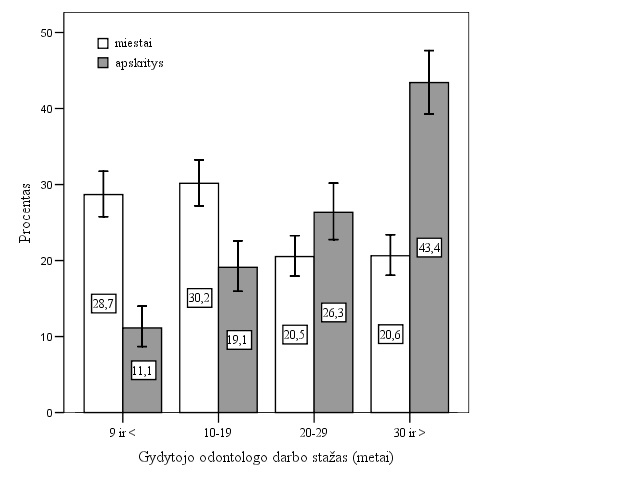 50
miestai
apskritys
40
30
20
10
0
Procentas
28,7
11,1
30,2
19,1
20,5
26,3
20,6
43,4
9 ir <
10-19
20-29
30 ir >
Gydytojo odontologo darbo stažas (metai)